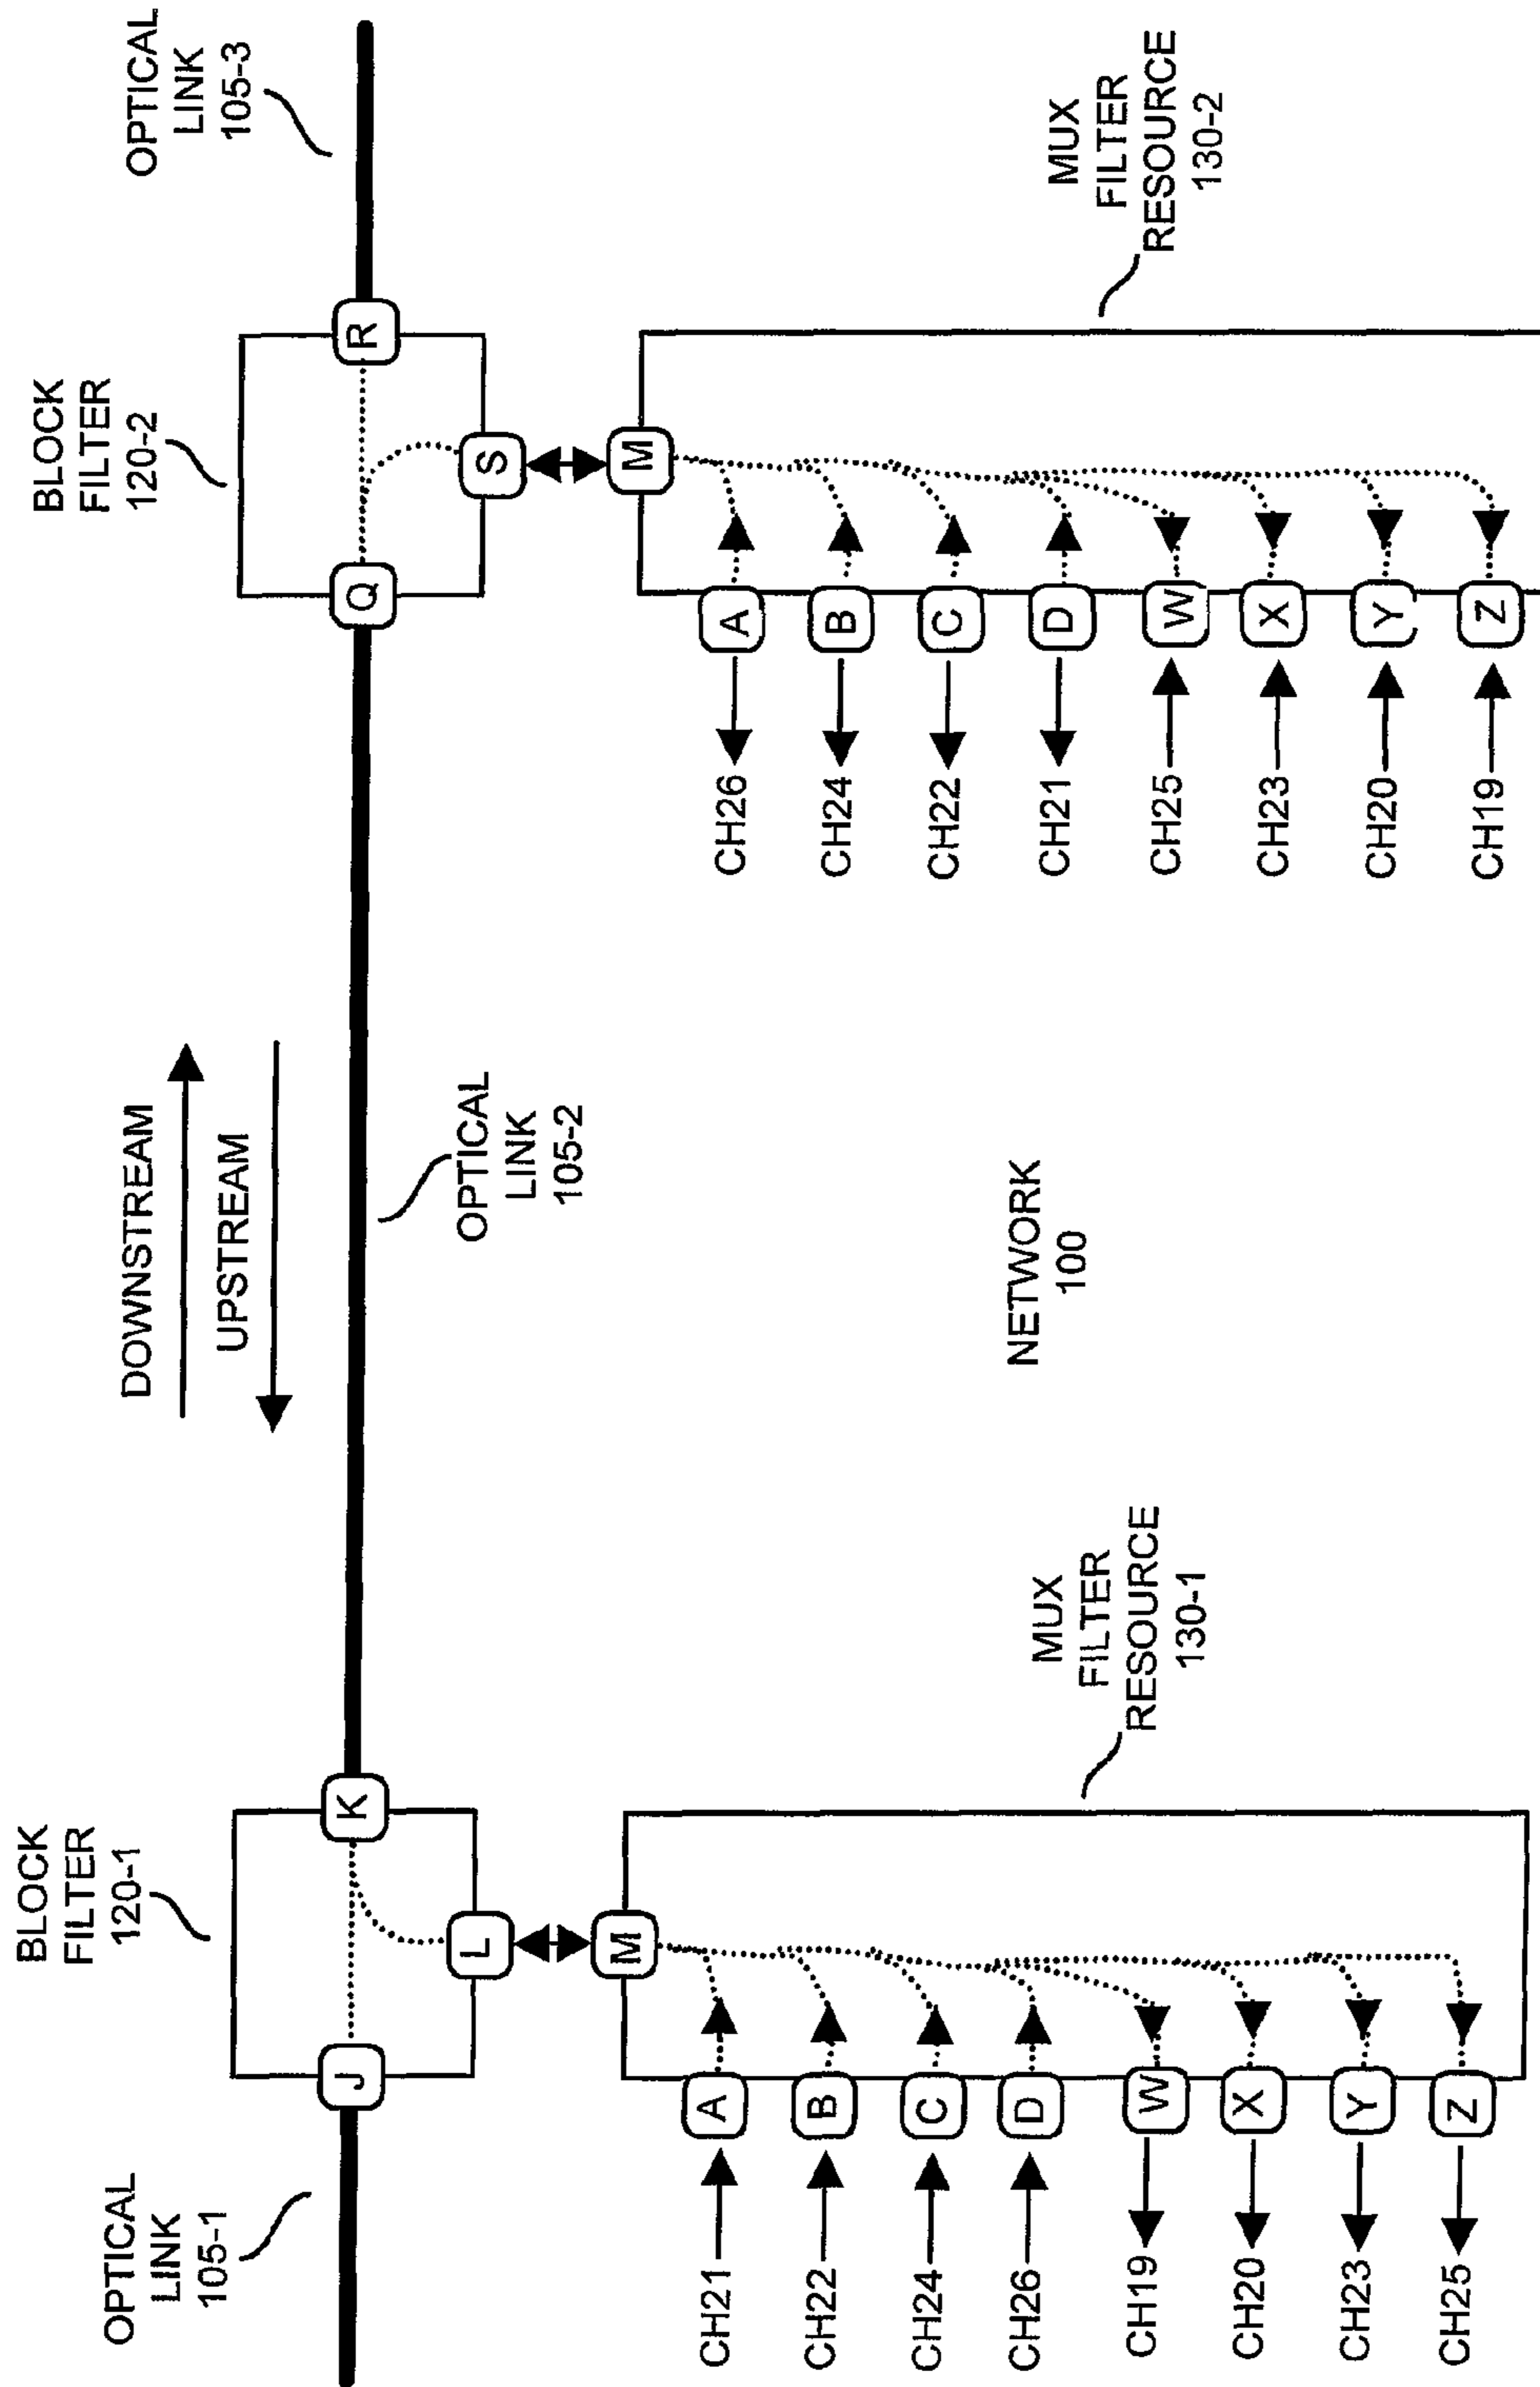 OPTICAL
LINK
105-1
BLOCK
FILTER
120-1
J
K
L
DOWNSTREAM
UPSTREAM
OPTICAL
LINK
105-2
BLOCK
FILTER
120-2
Q
R
S
OPTICAL
LINK
105-3
M
CH21
A
CH22
B
CH24
C
CH26
D
CH19
W
CH20
X
CH23
Y
CH25
Z
MUX
FILTER
RESOURCE
130-1
NETWORK
100
M
CH26
A
CH24
B
CH22
C
CH21
D
CH25
W
CH23
X
CH20
Y
CH19
Z
MUX
FILTER
RESOURCE
130-2